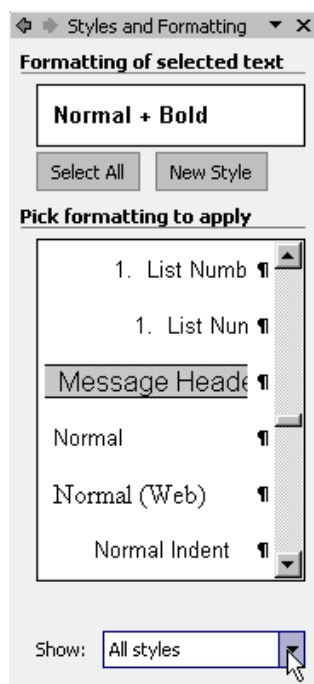 Styles and Formatting
Formatting of selected text
Normal + Bold
Select All New Style
Pick formatting to apply
1. List Numb ¶
1. List Nun ¶
Message Heade ¶
Normal ¶
Normal (Web) ¶
Normal Indent ¶
Show: All styles